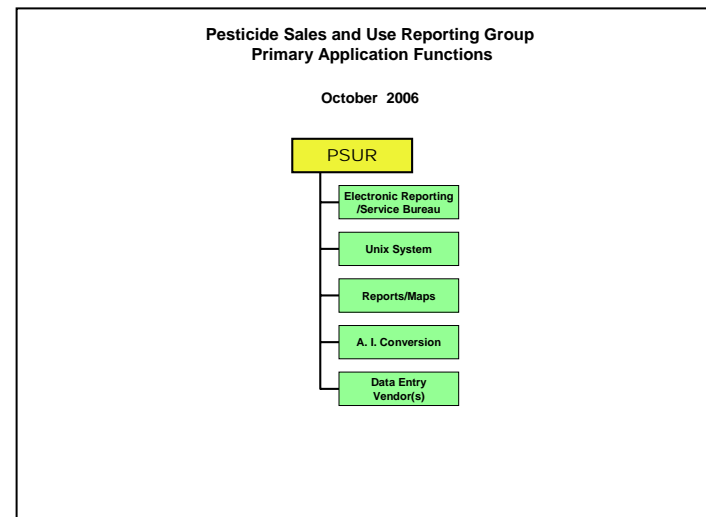 Pesticide Sales and Use Reporting Group
Primary Application Functions
October 2006
PSUR
Electronic Reporting
/Service Bureau
Unix System
Reports/Maps
A. I. Conversion
Data Entry
Vendor(s)